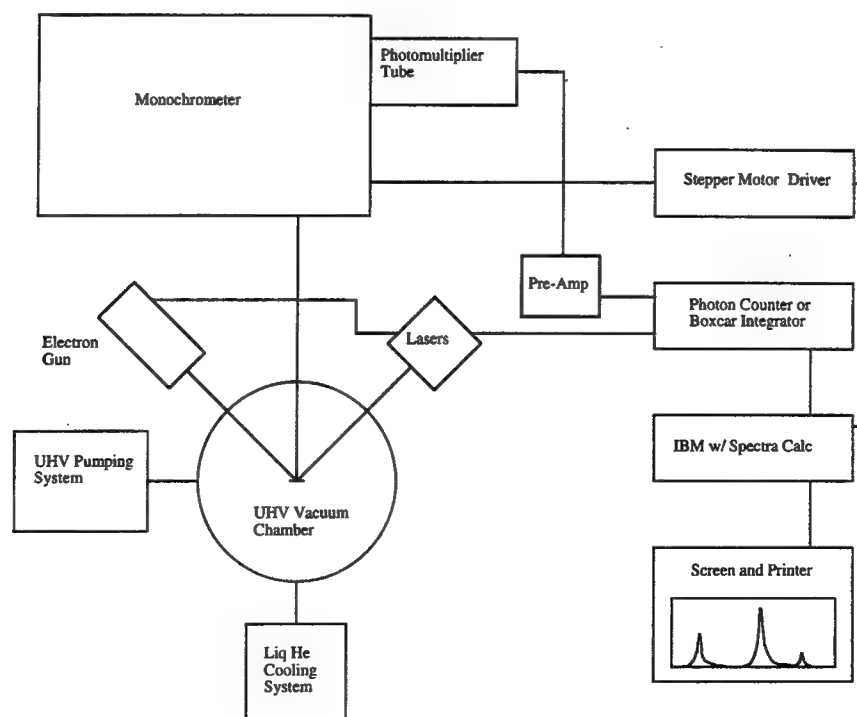 Photomultiplier
Tube
Monochrometer
Stepper Motor Driver
Pre-Amp
Photon Counter or
Boxcar Integrator
Electron
Gun
Lasers
IBM w/ Spectra Calc
UHV Pumping
System
UHV Vacuum
Chamber
Screen and Printer
Liq He
Cooling
System